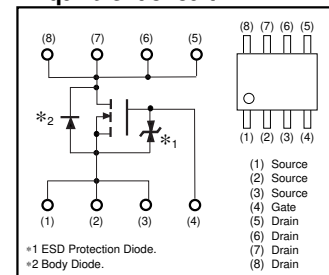 (8) (7) (6) (5)
(8) (7) (6) (5)
∗2
∗1
(1) (2) (3) (4)
(1) (2) (3) (4)
(1) Source
(2) Source
(3) Source
(4) Gate
(5) Drain
(6) Drain
(7) Drain
(8) Drain
∗1 ESD Protection Diode.
∗2 Body Diode.